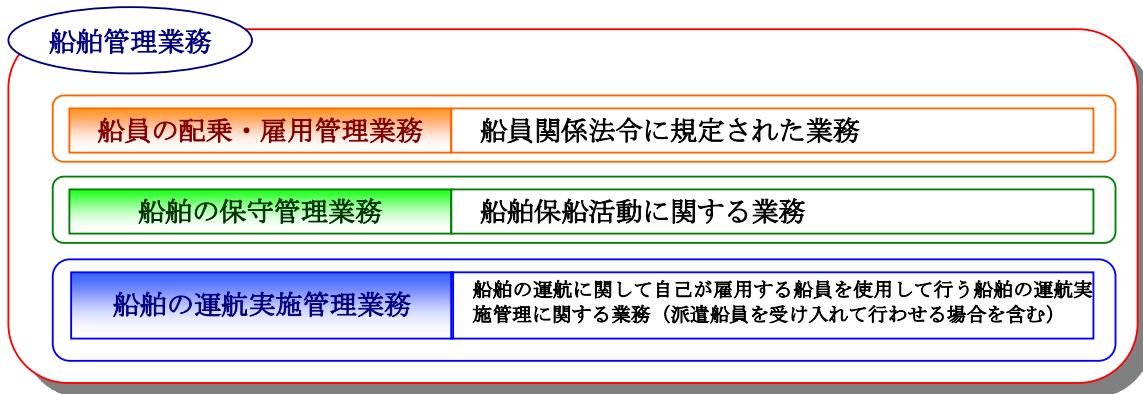 船舶管理業務
船員の配乗・雇用管理業務
船員関係法令に規定された業務
船舶の保守管理業務
船舶保船活動に関する業務
船舶の運航実施管理業務
船舶の運航に関して自己が雇用する船員を使用して行う船舶の運航実
施管理に関する業務（派遣船員を受け入れて行わせる場合を含む）